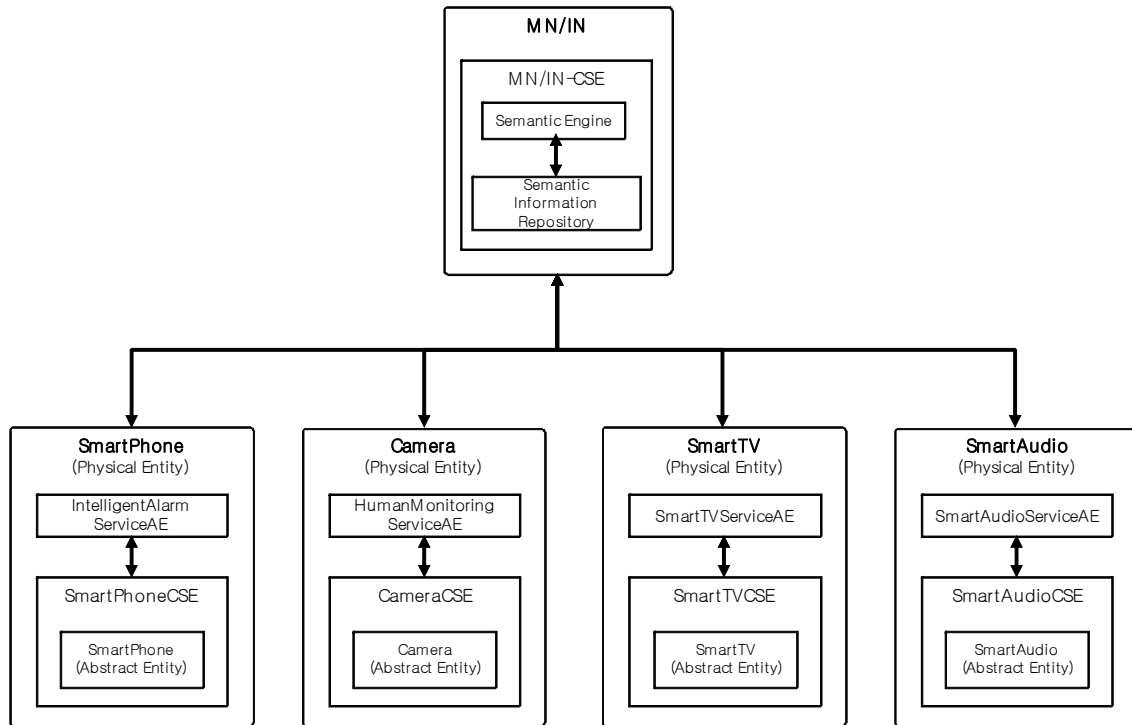 MN/IN
MN/IN-CSE
Semantic Engine
Semantic
Information
Repository
SmartPhone
(Physical Entity)
IntelligentAlarm
ServiceAE
SmartPhoneCSE
SmartPhone
(Abstract Entity)
Camera
(Physical Entity)
HumanMonitoring
ServiceAE
CameraCSE
Camera
(Abstract Entity)
SmartTV
(Physical Entity)
SmartTVServiceAE
SmartTVCSE
SmartTV
(Abstract Entity)
SmartAudio
(Physical Entity)
SmartAudioServiceAE
SmartAudioCSE
SmartAudio
(Abstract Entity)